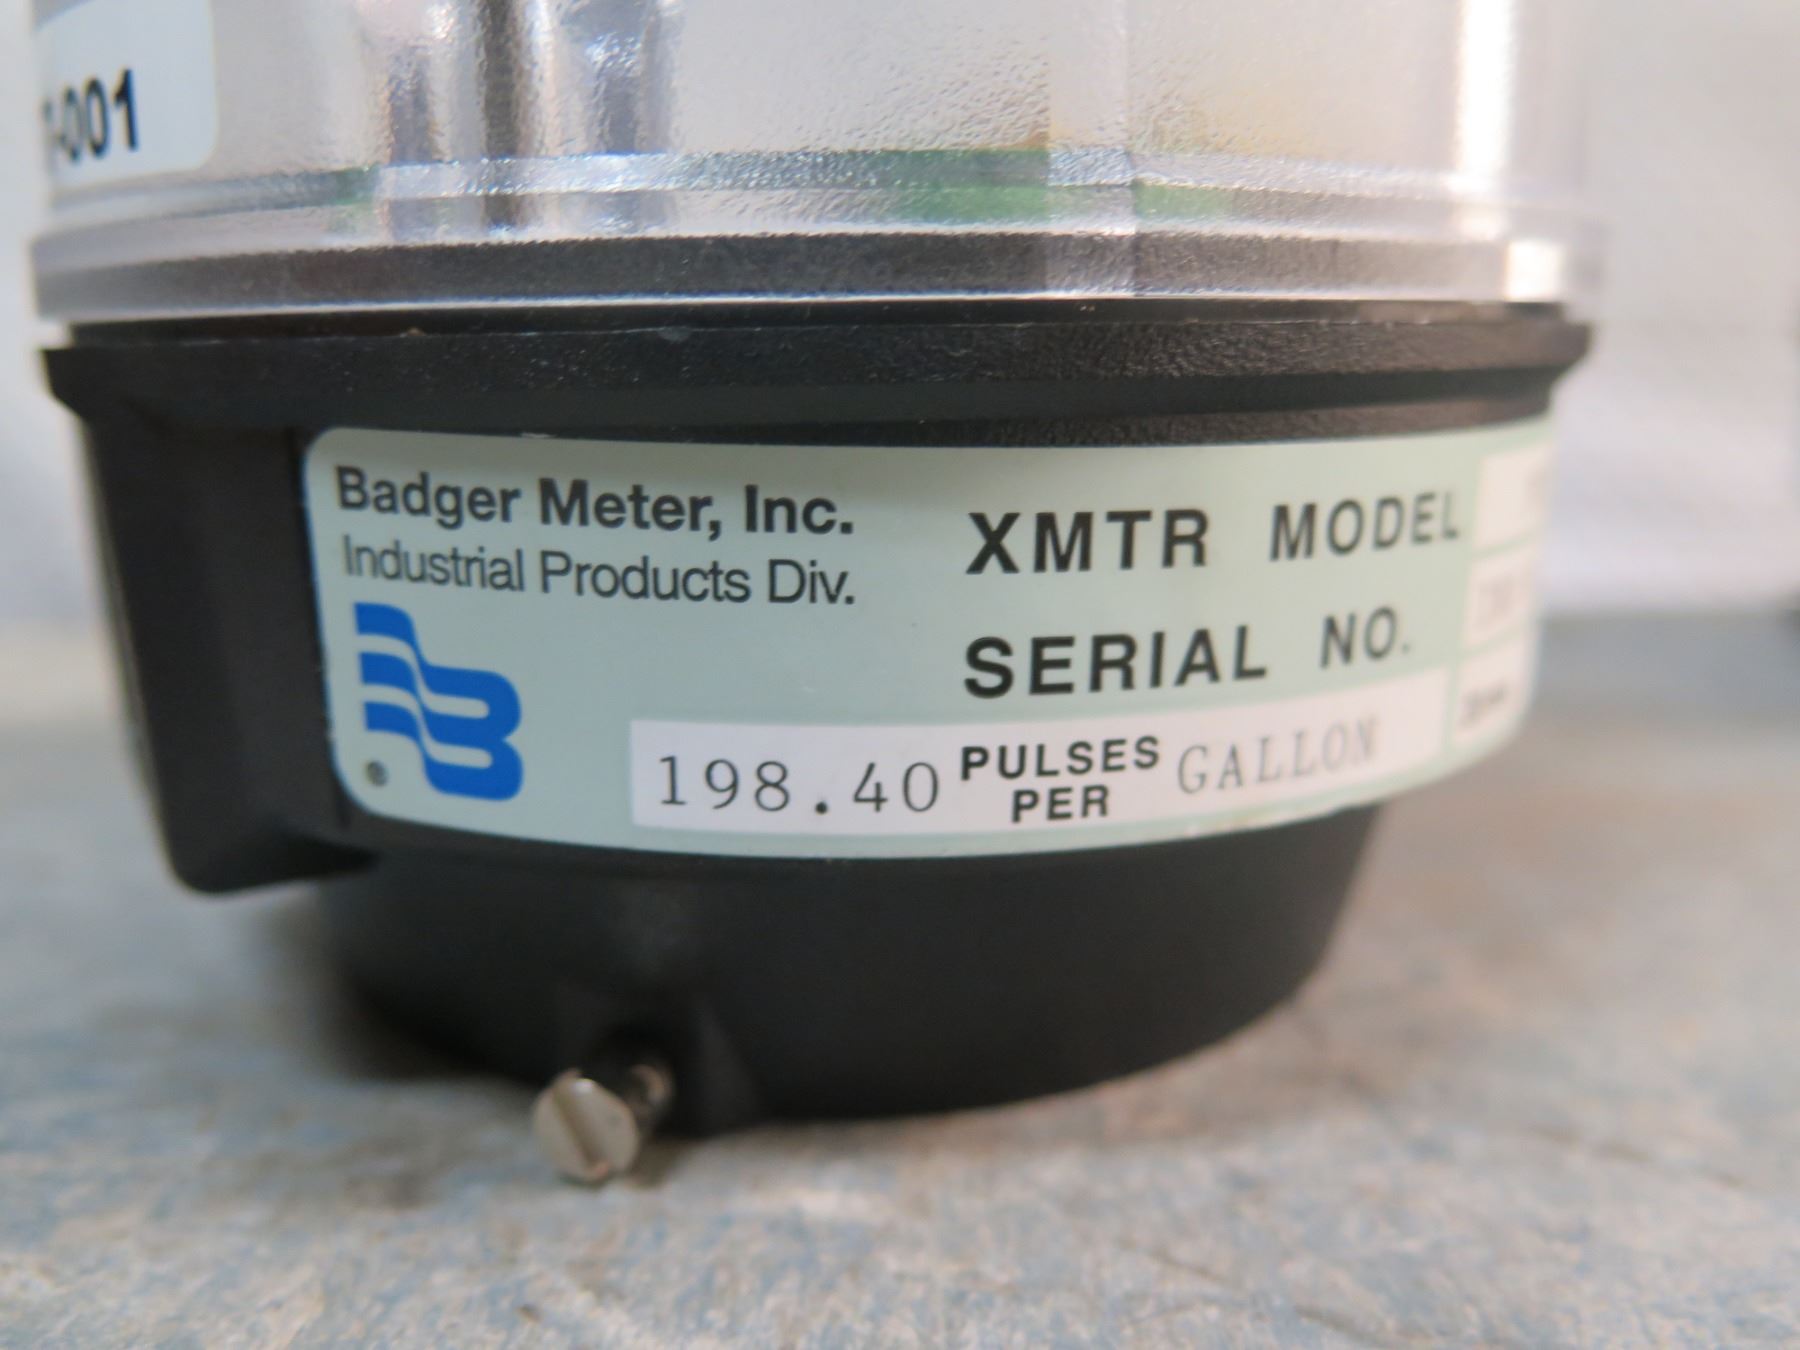 -001
Badger Meter, Inc.
Industrial Products Div.
XMTR MODEL
SERIAL NO.
198.40 PULSES PER GALLON